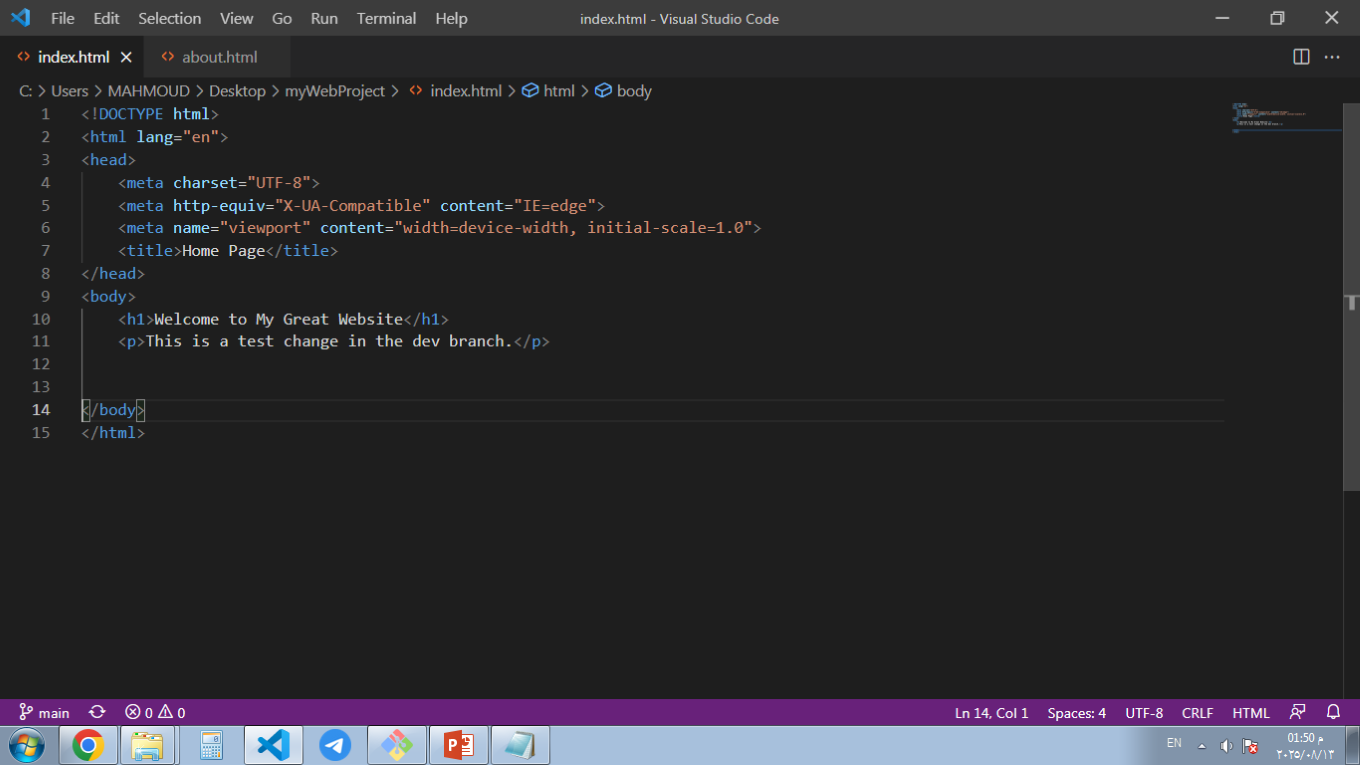 File Edit Selection View Go Run Terminal Help index.html - Visual Studio Code
index.html about.html
C: > Users > MAHMOUD > Desktop > myWebProject > index.html > html > body
1 <!DOCTYPE html>
2 <html lang="en">
3 <head>
4 <meta charset="UTF-8">
5 <meta http-equiv="X-UA-Compatible" content="IE=edge">
6 <meta name="viewport" content="width=device-width, initial-scale=1.0">
7 <title>Home Page</title>
8 </head>
9 <body>
10 <h1>Welcome to My Great Website</h1>
11 <p>This is a test change in the dev branch.</p>
12
13
14 </body>
15 </html>
main 0 0 Ln 14, Col 1 Spaces: 4 UTF-8 CRLF HTML
EN 01:50 م
٢٠٢٥/٠٨/١٣